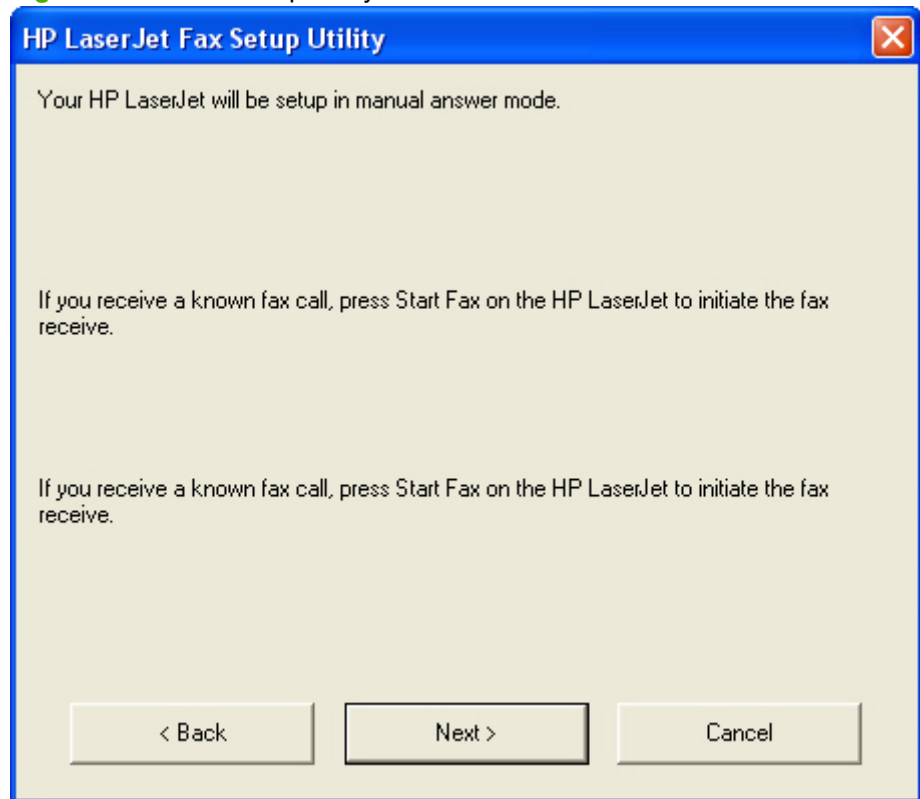 HP LaserJet Fax Setup Utility
Your HP LaserJet will be setup in manual answer mode.
If you receive a known fax call, press Start Fax on the HP LaserJet to initiate the fax
receive.
If you receive a known fax call, press Start Fax on the HP LaserJet to initiate the fax
receive.
< Back
Next >
Cancel